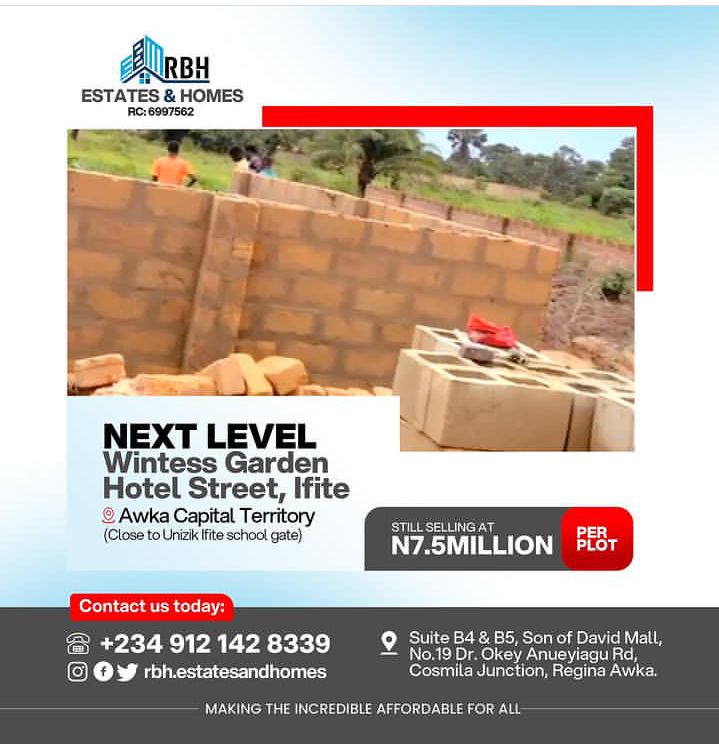 RBH
ESTATES & HOMES
RC: 6997562
NEXT LEVEL
Wintess Garden
Hotel Street, Ifite
Awka Capital Territory
(Close to Unizik Ifite school gate)
STILL SELLING AT
N7.5MILLION
PER
PLOT
Contact us today:
+234 912 142 8339
rbh.estatesandhomes
Suite B4 & B5, Son of David Mall,
No.19 Dr. Okey Anueyiagu Rd,
Cosmila Junction, Regina Awka.
MAKING THE INCREDIBLE AFFORDABLE FOR ALL